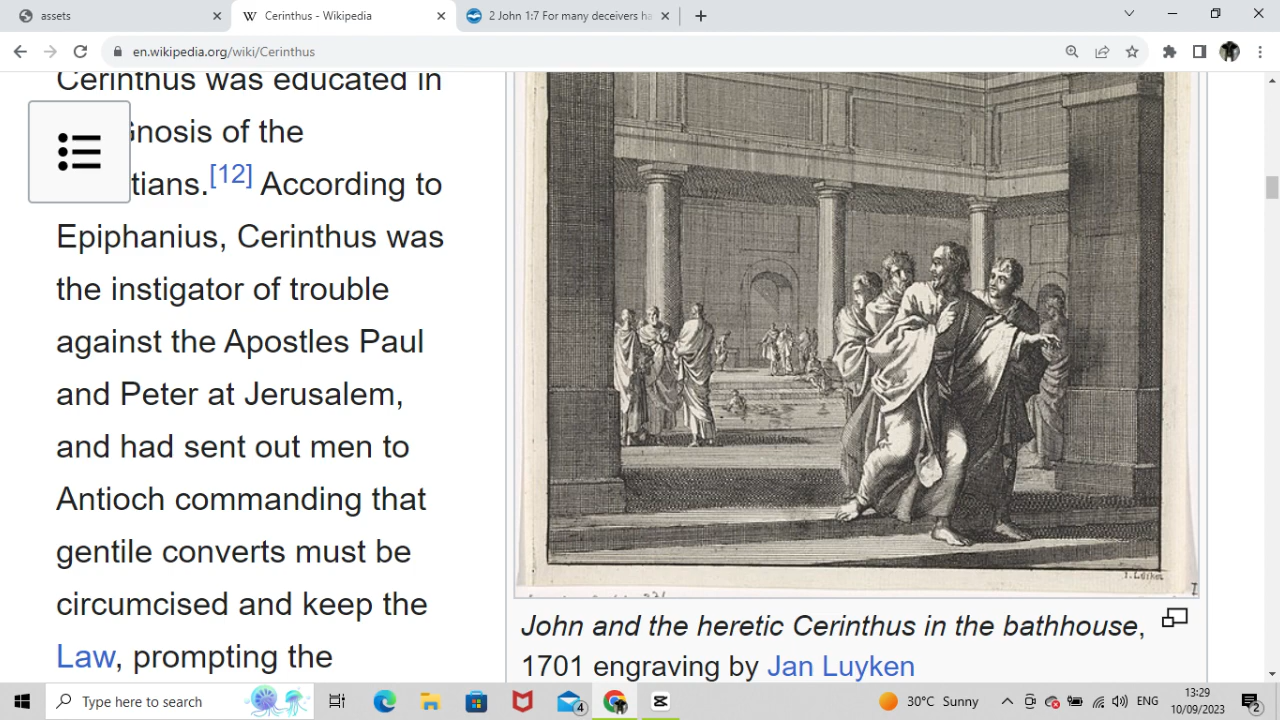 assets
Cerinthus - Wikipedia
2 John 1:7 For many deceivers ha
en.wikipedia.org/wiki/Cerinthus
Cerinthus was educated in
Gnosis of the
tians.[12] According to
Epiphanius, Cerinthus was
the instigator of trouble
against the Apostles Paul
and Peter at Jerusalem,
and had sent out men to
Antioch commanding that
gentile converts must be
circumcised and keep the
Law, prompting the
John and the heretic Cerinthus in the bathhouse,
1701 engraving by Jan Luyken
Type here to search
4
30°C Sunny
ENG
13:29
10/09/2023
2